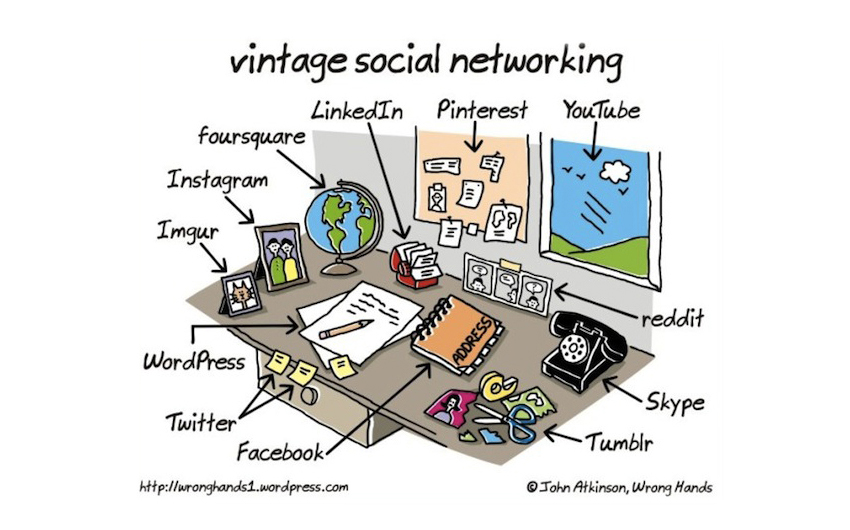 vintage social networking
LinkedIn
Pinterest
YouTube
foursquare
Instagram
Imgur
reddit
ADDRESS
WordPress
Skype
Twitter
Tumblr
Facebook
http://wronghands1.wordpress.com
© John Atkinson, Wrong Hands